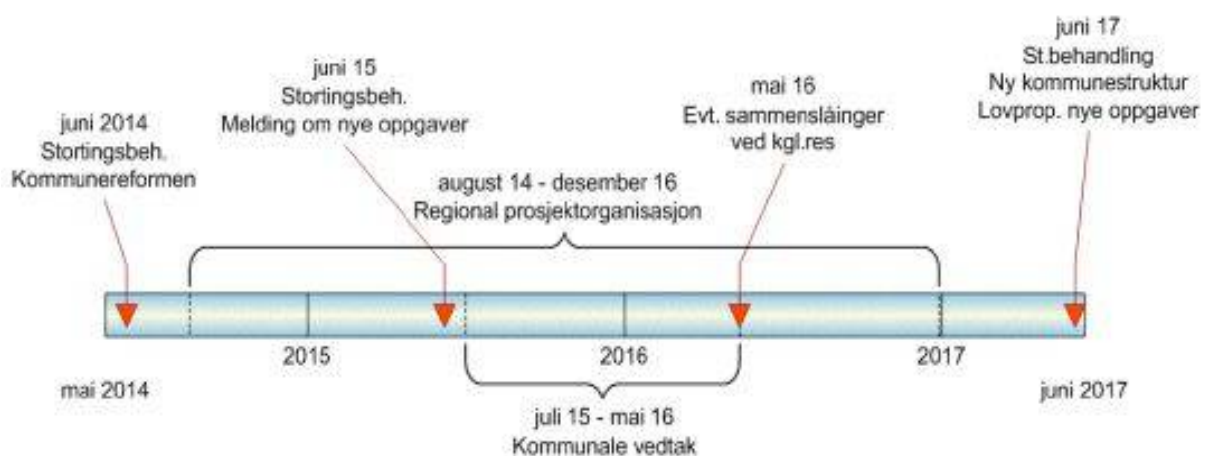 juni 2014
Stortingsbeh.
Kommunereformen
juni 15
Stortingsbeh.
Melding om nye oppgaver
august 14 - desember 16
Regional prosjektorganisasjon
mai 16
Evt. sammenslåinger
ved kgl.res
juni 17
St.behandling
Ny kommunestruktur
Lovprop. nye oppgaver
2015
2016
2017
mai 2014
juni 2017
juli 15 - mai 16
Kommunale vedtak